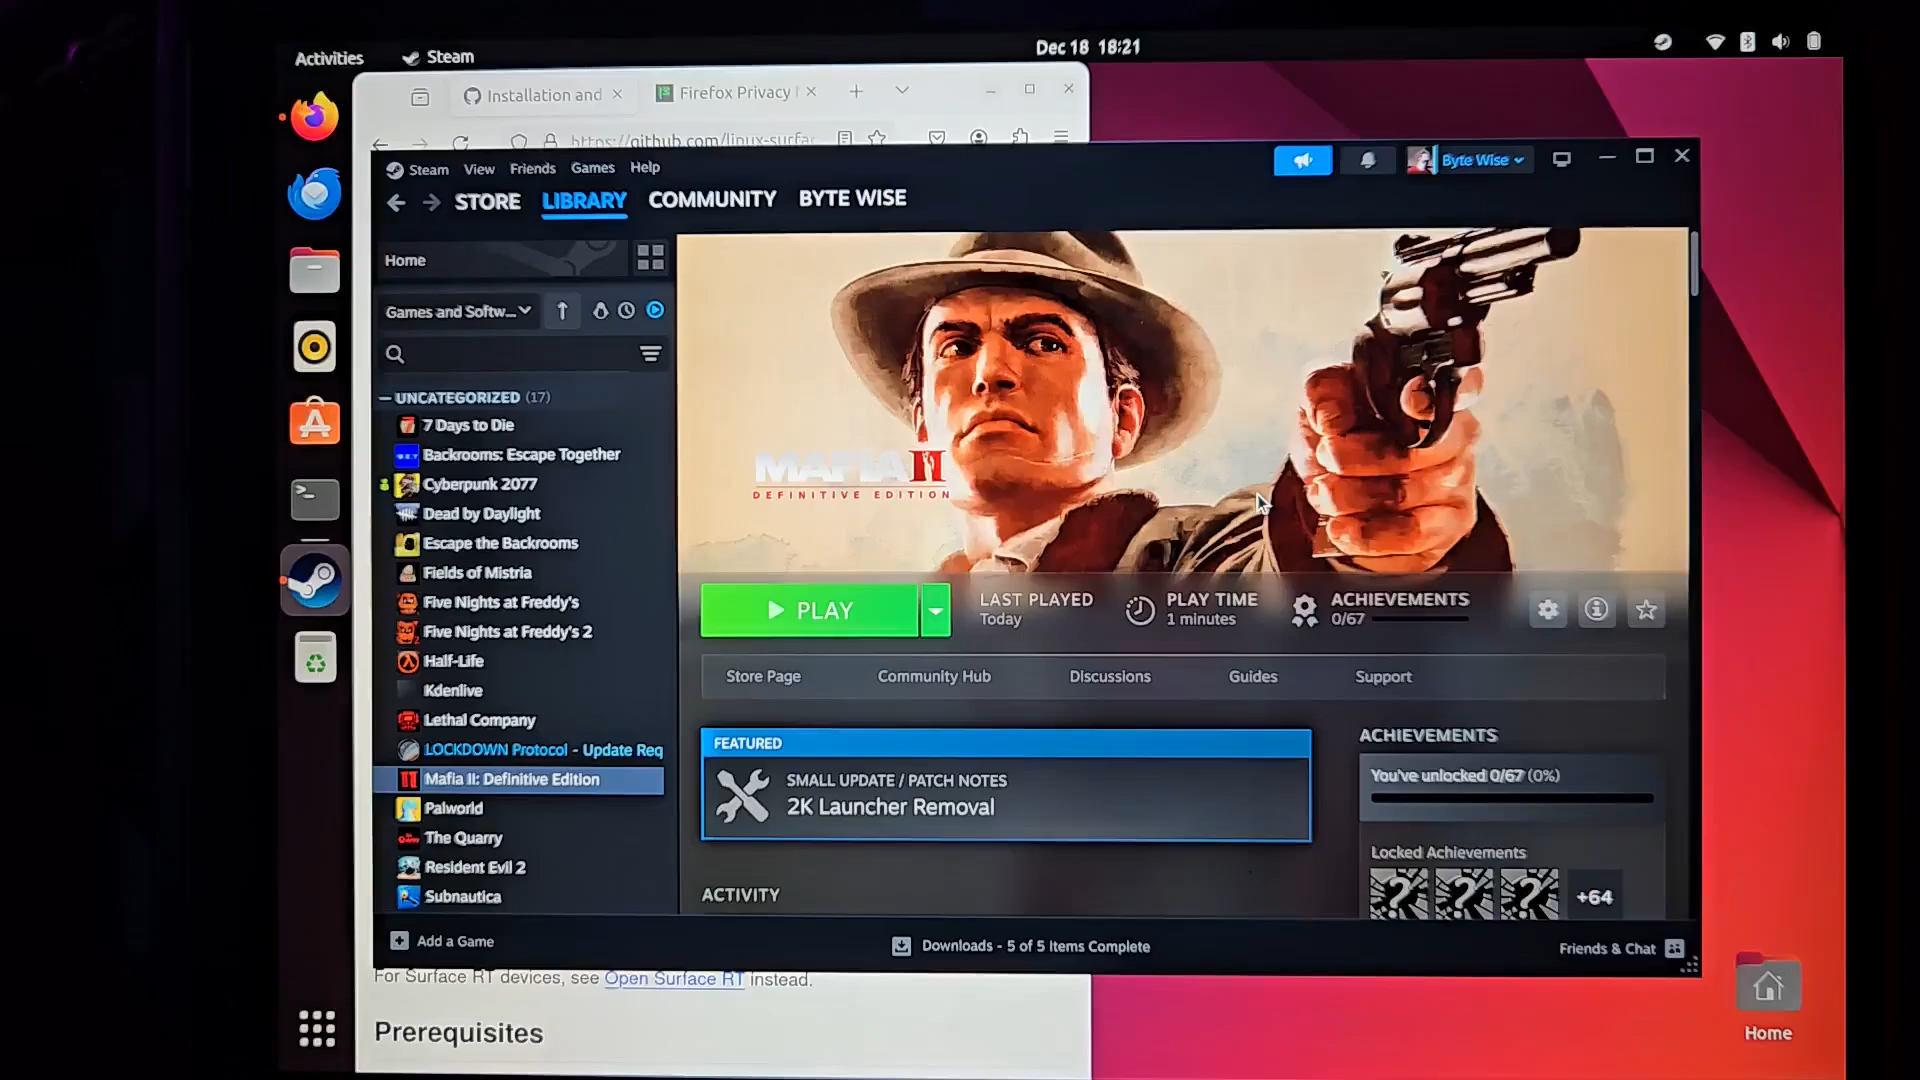 Activities
Steam
Dec 18 18:21
Installation and
Firefox Privacy
https://github.com/linux-surfac
Steam View Friends Games Help
Byte Wise
STORE LIBRARY COMMUNITY BYTE WISE
Home
Games and Softw...
UNCATEGORIZED (17)
7 Days to Die
Backrooms: Escape Together
Cyberpunk 2077
Dead by Daylight
Escape the Backrooms
Fields of Mistria
Five Nights at Freddy's
Five Nights at Freddy's 2
Half-Life
Kdenlive
Lethal Company
LOCKDOWN Protocol - Update Req
Mafia II: Definitive Edition
Palworld
The Quarry
Resident Evil 2
Subnautica
MAFIA II
DEFINITIVE EDITION
PLAY
LAST PLAYED
Today
PLAY TIME
1 minutes
ACHIEVEMENTS
0/67
Store Page Community Hub Discussions Guides Support
FEATURED
SMALL UPDATE / PATCH NOTES
2K Launcher Removal
ACTIVITY
ACHIEVEMENTS
You've unlocked 0/67 (0%)
Locked Achievements
+64
Add a Game
Downloads - 5 of 5 Items Complete
Friends & Chat
For Surface RT devices, see Open Surface RT instead.
Prerequisites
Home